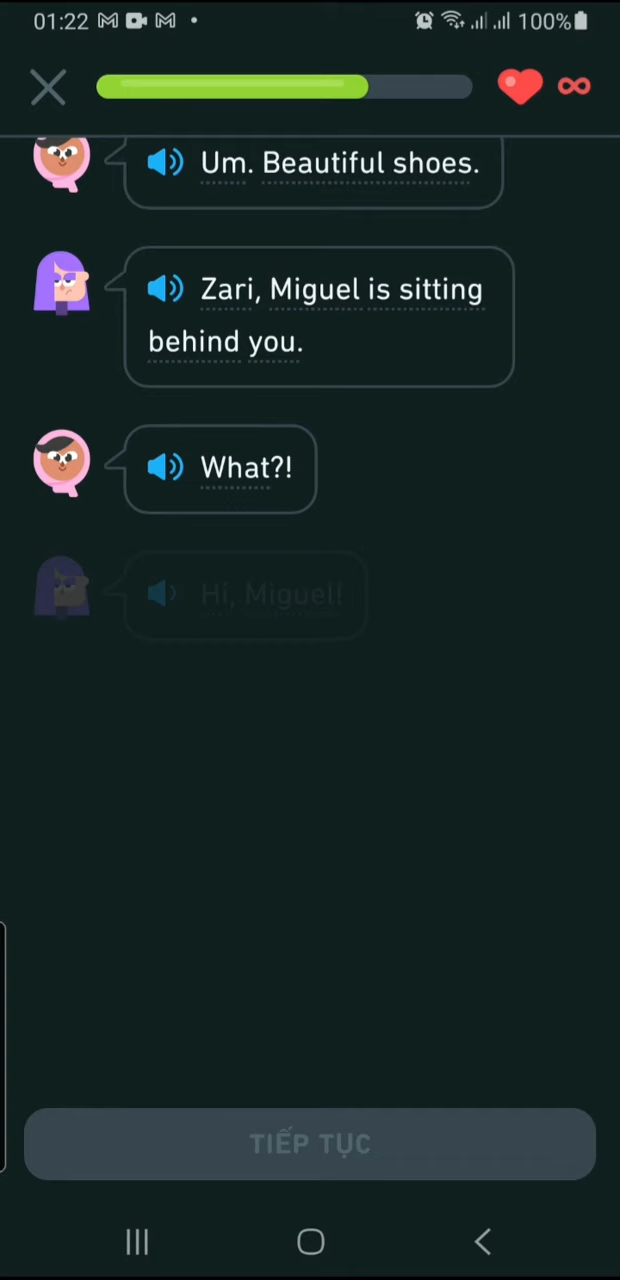 01:22
100%
Um. Beautiful shoes.
Zari, Miguel is sitting
behind you.
What?!
Hi, Miguel!
TIẾP TỤC